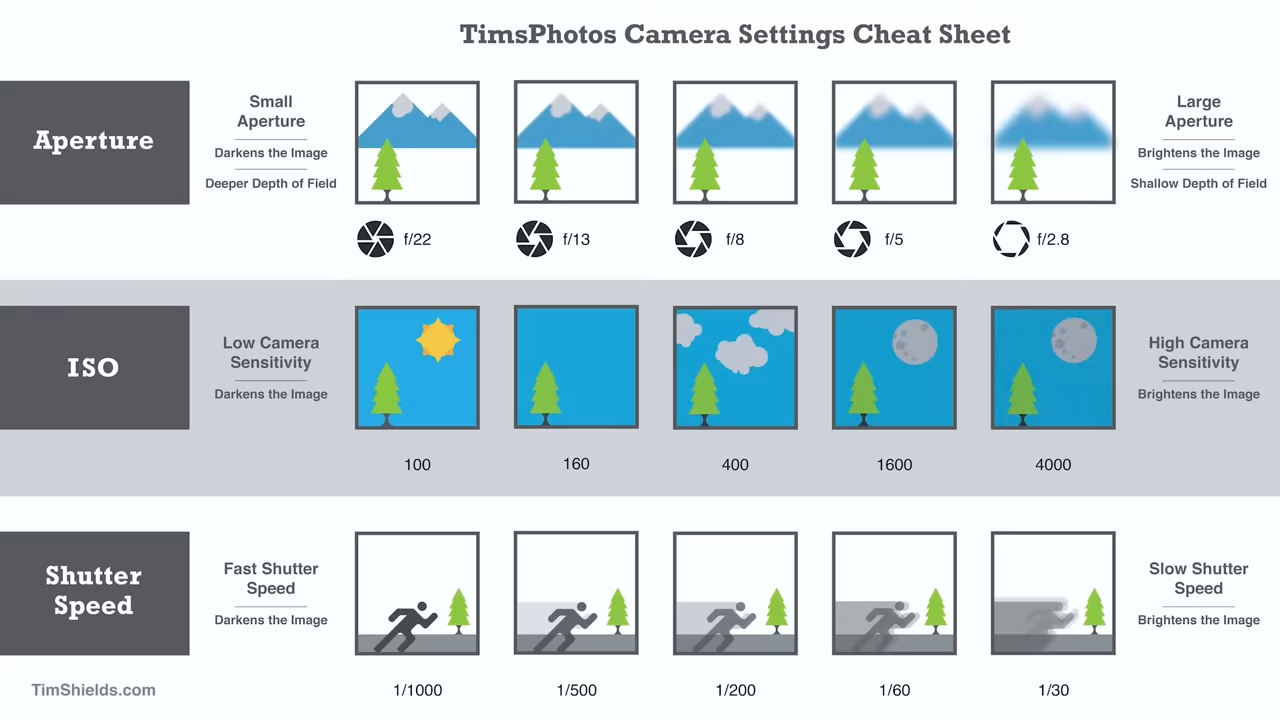 TimsPhotos Camera Settings Cheat Sheet
Aperture
Small
Aperture
Darkens the Image
Deeper Depth of Field
f/22
f/13
f/8
f/5
f/2.8
Large
Aperture
Brightens the Image
Shallow Depth of Field
ISO
Low Camera
Sensitivity
Darkens the Image
100
160
400
1600
4000
High Camera
Sensitivity
Brightens the Image
Shutter
Speed
Fast Shutter
Speed
Darkens the Image
1/1000
1/500
1/200
1/60
1/30
Slow Shutter
Speed
Brightens the Image
TimShields.com